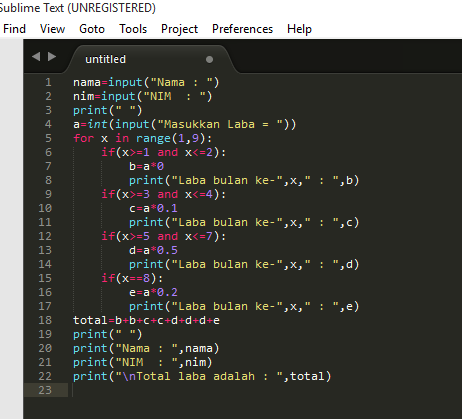 Sublime Text (UNREGISTERED)
Find View Goto Tools Project Preferences Help
untitled
1 nama=input("Nama : ")
2 nim=input("NIM  : ")
3 print(" ")
4 a=int(input("Masukkan Laba = "))
5 for x in range(1,9):
6     if(x>=1 and x<=2):
7         b=a*0
8         print("Laba bulan ke-",x," : ",b)
9     if(x>=3 and x<=4):
10         c=a*0.1
11         print("Laba bulan ke-",x," : ",c)
12     if(x>=5 and x<=7):
13         d=a*0.5
14         print("Laba bulan ke-",x," : ",d)
15     if(x==8):
16         e=a*0.2
17         print("Laba bulan ke-",x," : ",e)
18 total=b+b+c+c+d+d+d+e
19 print(" ")
20 print("Nama : ",nama)
21 print("NIM  : ",nim)
22 print("\nTotal laba adalah : ",total)
23